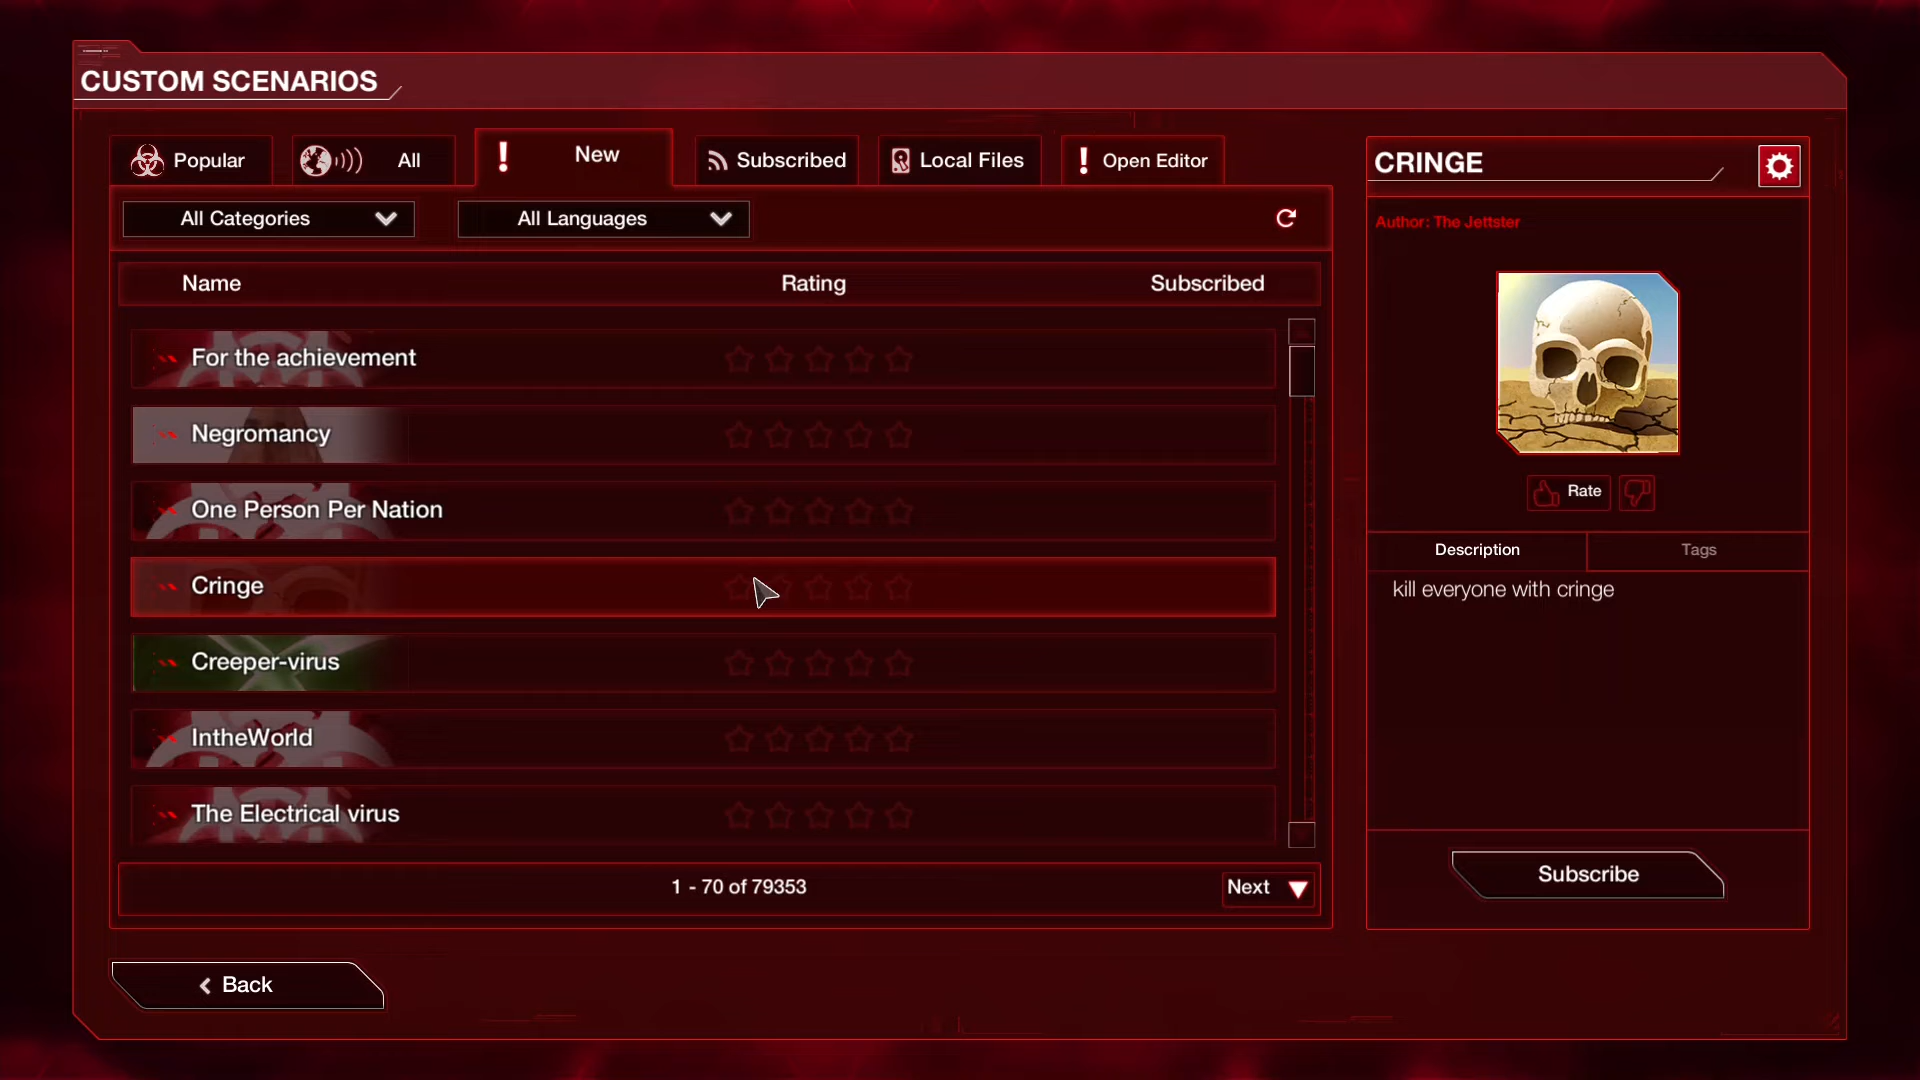 CUSTOM SCENARIOS
Popular
All
New
Subscribed
Local Files
Open Editor
All Categories
All Languages
Name Rating Subscribed
For the achievement
Negromancy
One Person Per Nation
Cringe
Creeper-virus
IntheWorld
The Electrical virus
1 - 70 of 79353
Next
Back
CRINGE
Author: The Jettster
Rate
Description
Tags
kill everyone with cringe
Subscribe